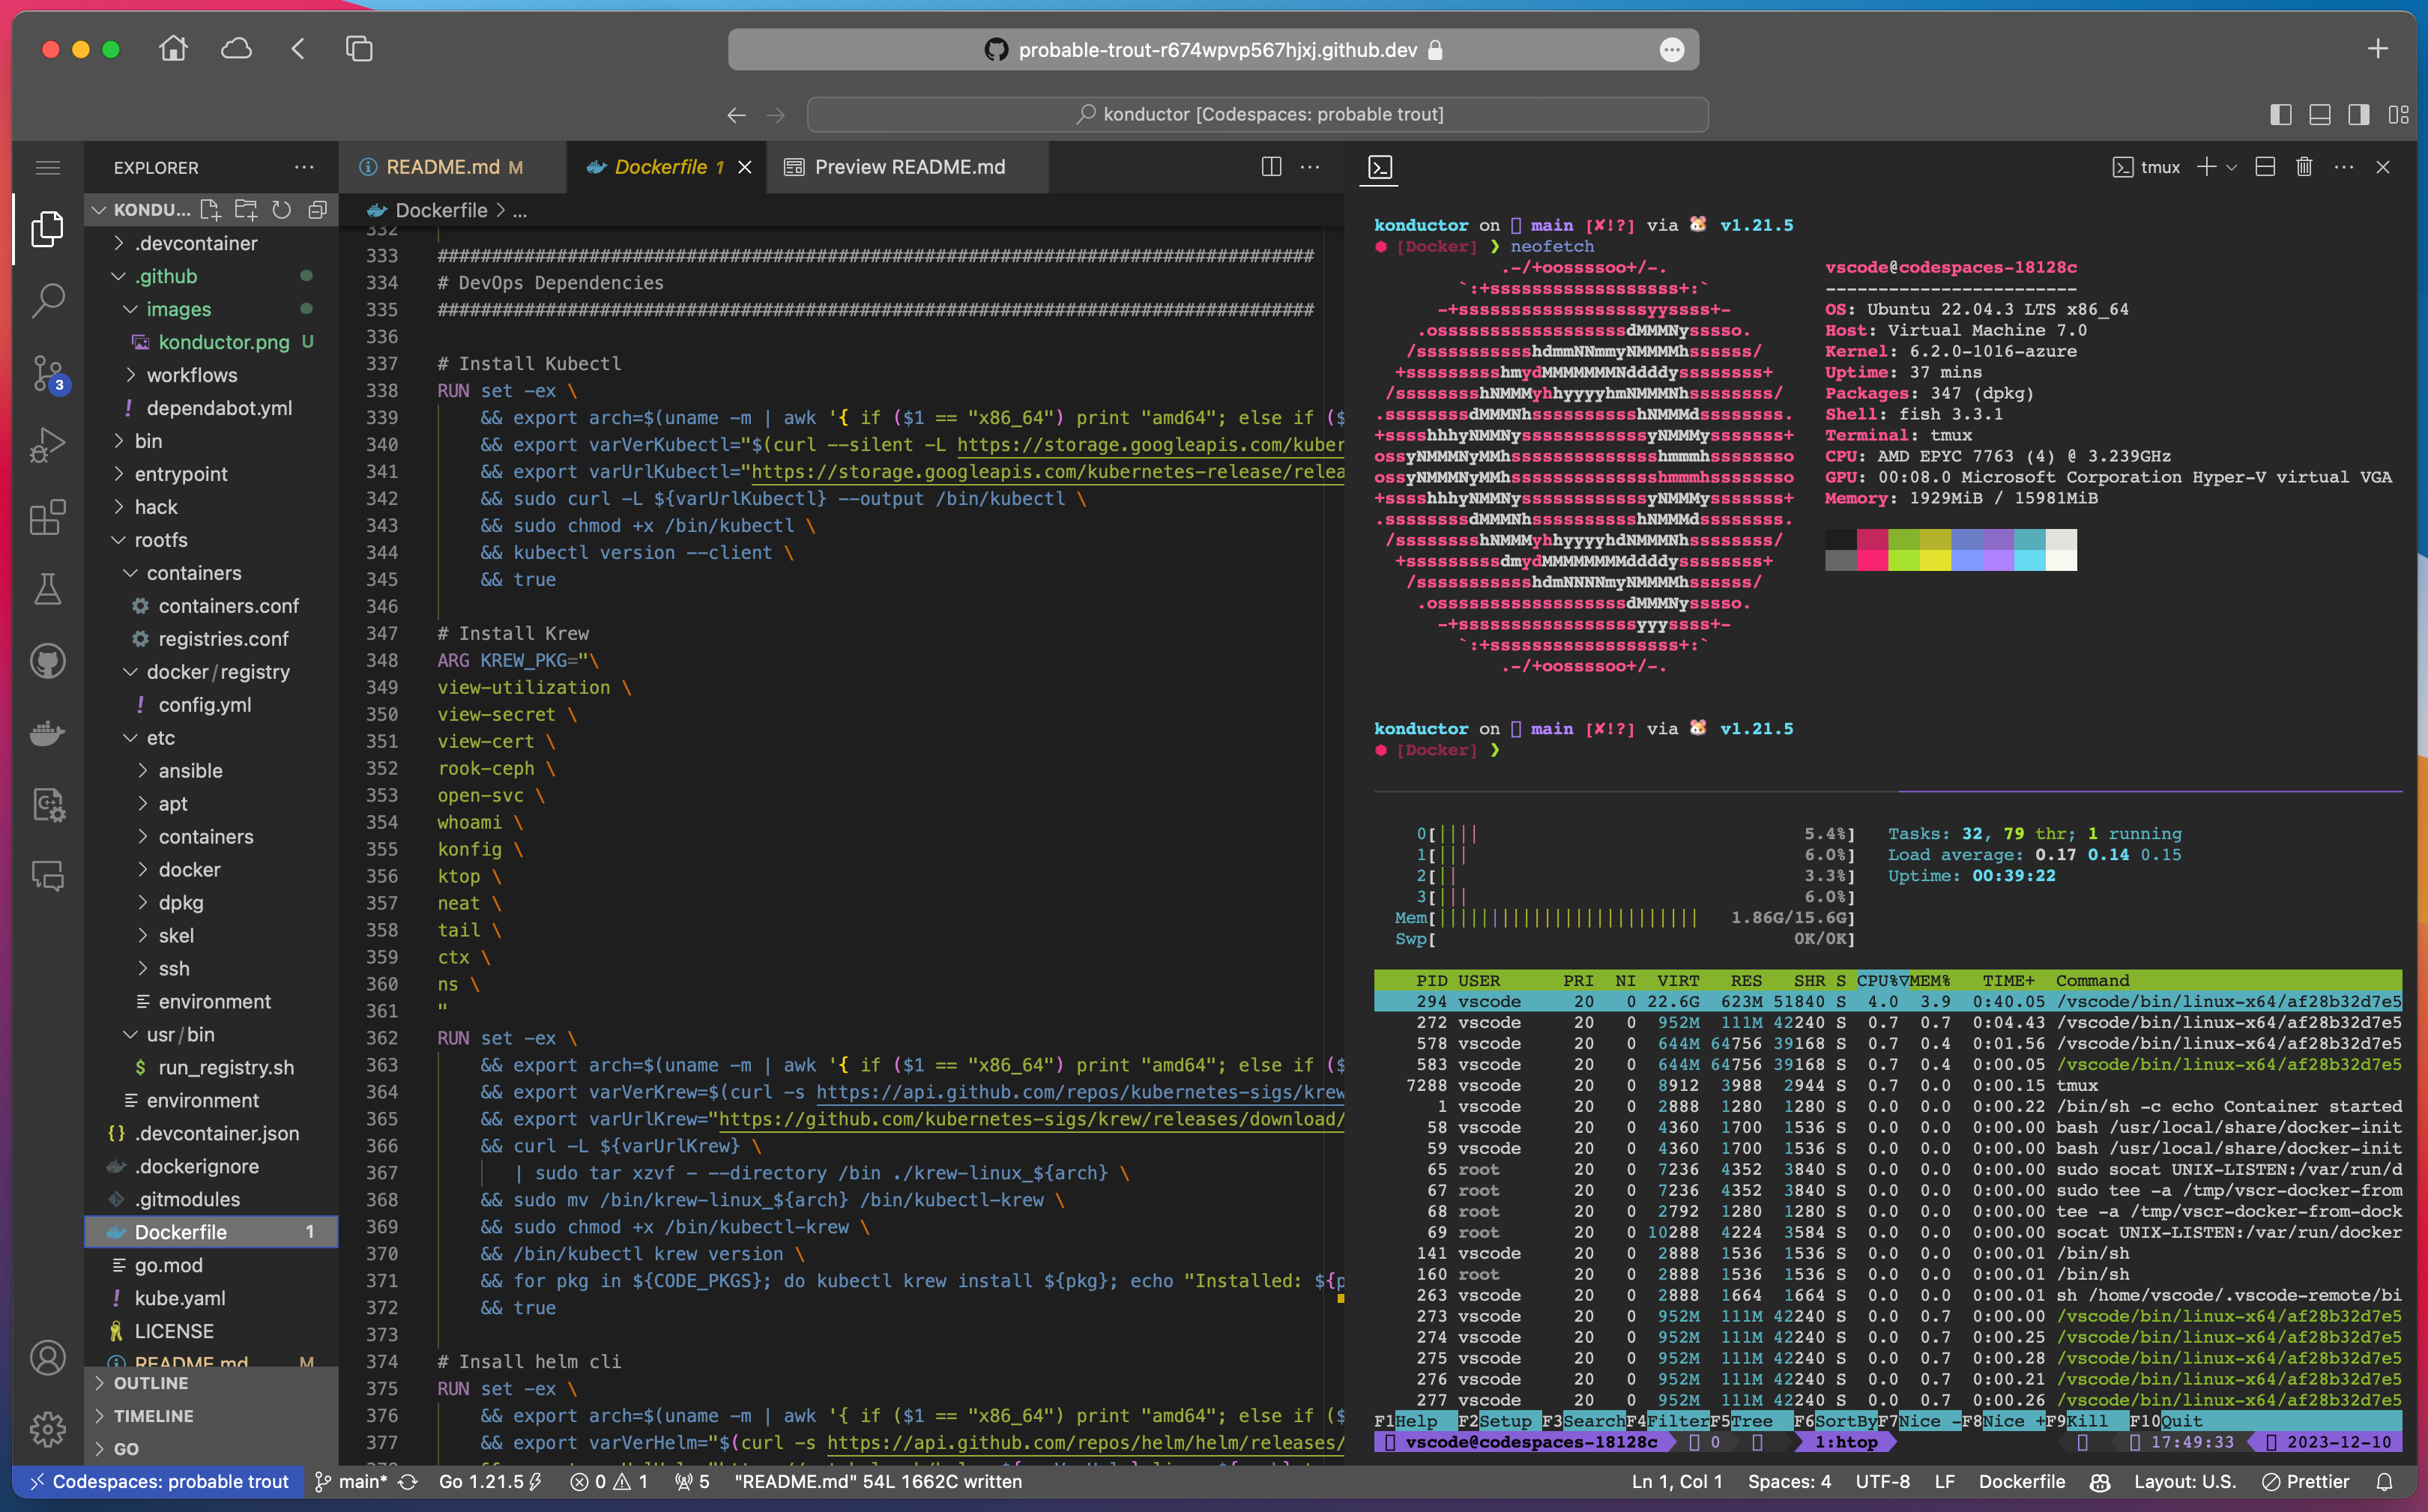 probable-trout-r674wpvp567hjxj.github.dev
konductor [Codespaces: probable trout]
EXPLORER
KONDU...
.devcontainer
.github
images
konductor.png U
workflows
dependabot.yml
bin
entrypoint
hack
rootfs
containers
containers.conf
registries.conf
docker/registry
config.yml
etc
ansible
apt
containers
docker
dpkg
skel
ssh
environment
usr/bin
run_registry.sh
environment
.devcontainer.json
.dockerignore
.gitmodules
Dockerfile 1
go.mod
kube.yaml
LICENSE
README.md M
OUTLINE
TIMELINE
GO
3
README.md M
Dockerfile 1
Preview README.md
Dockerfile > ...
332
333 #################################################################################
334 # DevOps Dependencies
335 #################################################################################
336
337 # Install Kubectl
338 RUN set -ex \
339 && export arch=$(uname -m | awk '{ if ($1 == "x86_64") print "amd64"; else if ($
340 && export varVerKubectl="$(curl --silent -L https://storage.googleapis.com/kuber
341 && export varUrlKubectl="https://storage.googleapis.com/kubernetes-release/relea
342 && sudo curl -L ${varUrlKubectl} --output /bin/kubectl \
343 && sudo chmod +x /bin/kubectl \
344 && kubectl version --client \
345 && true
346
347 # Install Krew
348 ARG KREW_PKG="\
349 view-utilization \
350 view-secret \
351 view-cert \
352 rook-ceph \
353 open-svc \
354 whoami \
355 konfig \
356 ktop \
357 neat \
358 tail \
359 ctx \
360 ns \
361 "
362 RUN set -ex \
363 && export arch=$(uname -m | awk '{ if ($1 == "x86_64") print "amd64"; else if ($
364 && export varVerKrew=$(curl -s https://api.github.com/repos/kubernetes-sigs/krew
365 && export varUrlKrew="https://github.com/kubernetes-sigs/krew/releases/download/
366 && curl -L ${varUrlKrew} \
367 | sudo tar xzvf - --directory /bin ./krew-linux_${arch} \
368 && sudo mv /bin/krew-linux_${arch} /bin/kubectl-krew \
369 && sudo chmod +x /bin/kubectl-krew \
370 && /bin/kubectl krew version \
371 && for pkg in ${CODE_PKGS}; do kubectl krew install ${pkg}; echo "Installed: ${p
372 && true
373
374 # Insall helm cli
375 RUN set -ex \
376 && export arch=$(uname -m | awk '{ if ($1 == "x86_64") print "amd64"; else if ($
377 && export varVerHelm="$(curl -s https://api.github.com/repos/helm/helm/releases/
tmux
konductor on main [✘!?] via 🐹 v1.21.5
[Docker] ❯ neofetch
.-/+oossssoo+/-.
`:+ssssssssssssssssss+:`
-+ssssssssssssssssssyyssss+-
.ossssssssssssssssssdMMMNysssso.
/ssssssssssshdmmNNmmyNMMMMhssssss/
+ssssssssshmydMMMMMMMNddddyssssssss+
/sssssssshNMMMyhhyyyyhmNMMMNhssssssss/
.ssssssssdMMMNhsssssssssshNMMMdssssssss.
+sssshhhyNMMNyssssssssssssyNMMMysssssss+
ossyNMMMNyMMhsssssssssssssshmmmhssssssso
ossyNMMMNyMMhsssssssssssssshmmmhssssssso
+sssshhhyNMMNyssssssssssssyNMMMysssssss+
.ssssssssdMMMNhsssssssssshNMMMdssssssss.
/sssssssshNMMMyhhyyyyhdNMMMNhssssssss/
+sssssssssdmydMMMMMMMMddddyssssssss+
/ssssssssssshdmNNNNmyNMMMMhssssss/
.ossssssssssssssssssdMMMNysssso.
-+sssssssssssssssssyyyssss+-
`:+ssssssssssssssssss+:`
.-/+oossssoo+/-.
vscode@codespaces-18128c
------------------------
OS: Ubuntu 22.04.3 LTS x86_64
Host: Virtual Machine 7.0
Kernel: 6.2.0-1016-azure
Uptime: 37 mins
Packages: 347 (dpkg)
Shell: fish 3.3.1
Terminal: tmux
CPU: AMD EPYC 7763 (4) @ 3.239GHz
GPU: 00:08.0 Microsoft Corporation Hyper-V virtual VGA
Memory: 1929MiB / 15981MiB
konductor on main [✘!?] via 🐹 v1.21.5
[Docker] ❯
0[|||| 5.4%] Tasks: 32, 79 thr; 1 running
1[||| 6.0%] Load average: 0.17 0.14 0.15
2[|| 3.3%] Uptime: 00:39:22
3[||| 6.0%]
Mem[||||||||||||||||||||||||| 1.86G/15.6G]
Swp[ 0K/0K]
PID USER PRI NI VIRT RES SHR S CPU%▽MEM% TIME+ Command
294 vscode 20 0 22.6G 623M 51840 S 4.0 3.9 0:40.05 /vscode/bin/linux-x64/af28b32d7e5
272 vscode 20 0 952M 111M 42240 S 0.7 0.7 0:04.43 /vscode/bin/linux-x64/af28b32d7e5
578 vscode 20 0 644M 64756 39168 S 0.7 0.4 0:01.56 /vscode/bin/linux-x64/af28b32d7e5
583 vscode 20 0 644M 64756 39168 S 0.7 0.4 0:00.05 /vscode/bin/linux-x64/af28b32d7e5
7288 vscode 20 0 8912 3988 2944 S 0.7 0.0 0:00.15 tmux
1 vscode 20 0 2888 1280 1280 S 0.0 0.0 0:00.22 /bin/sh -c echo Container started
58 vscode 20 0 4360 1700 1536 S 0.0 0.0 0:00.00 bash /usr/local/share/docker-init
59 vscode 20 0 4360 1700 1536 S 0.0 0.0 0:00.00 bash /usr/local/share/docker-init
65 root 20 0 7236 4352 3840 S 0.0 0.0 0:00.00 sudo socat UNIX-LISTEN:/var/run/d
67 root 20 0 7236 4352 3840 S 0.0 0.0 0:00.00 sudo tee -a /tmp/vscr-docker-from
68 root 20 0 2792 1280 1280 S 0.0 0.0 0:00.00 tee -a /tmp/vscr-docker-from-dock
69 root 20 0 10288 4224 3584 S 0.0 0.0 0:00.00 socat UNIX-LISTEN:/var/run/docker
141 vscode 20 0 2888 1536 1536 S 0.0 0.0 0:00.01 /bin/sh
160 root 20 0 2888 1536 1536 S 0.0 0.0 0:00.01 /bin/sh
263 vscode 20 0 2888 1664 1664 S 0.0 0.0 0:00.01 sh /home/vscode/.vscode-remote/bi
273 vscode 20 0 952M 111M 42240 S 0.0 0.7 0:00.00 /vscode/bin/linux-x64/af28b32d7e5
274 vscode 20 0 952M 111M 42240 S 0.0 0.7 0:00.25 /vscode/bin/linux-x64/af28b32d7e5
275 vscode 20 0 952M 111M 42240 S 0.0 0.7 0:00.28 /vscode/bin/linux-x64/af28b32d7e5
276 vscode 20 0 952M 111M 42240 S 0.0 0.7 0:00.21 /vscode/bin/linux-x64/af28b32d7e5
277 vscode 20 0 952M 111M 42240 S 0.0 0.7 0:00.26 /vscode/bin/linux-x64/af28b32d7e5
F1Help F2Setup F3SearchF4FilterF5Tree F6SortByF7Nice -F8Nice +F9Kill F10Quit
vscode@codespaces-18128c 0 1:htop 17:49:33 2023-12-10
Codespaces: probable trout main* Go 1.21.5 0 1 5 "README.md" 54L 1662C written Ln 1, Col 1 Spaces: 4 UTF-8 LF Dockerfile Layout: U.S. Prettier